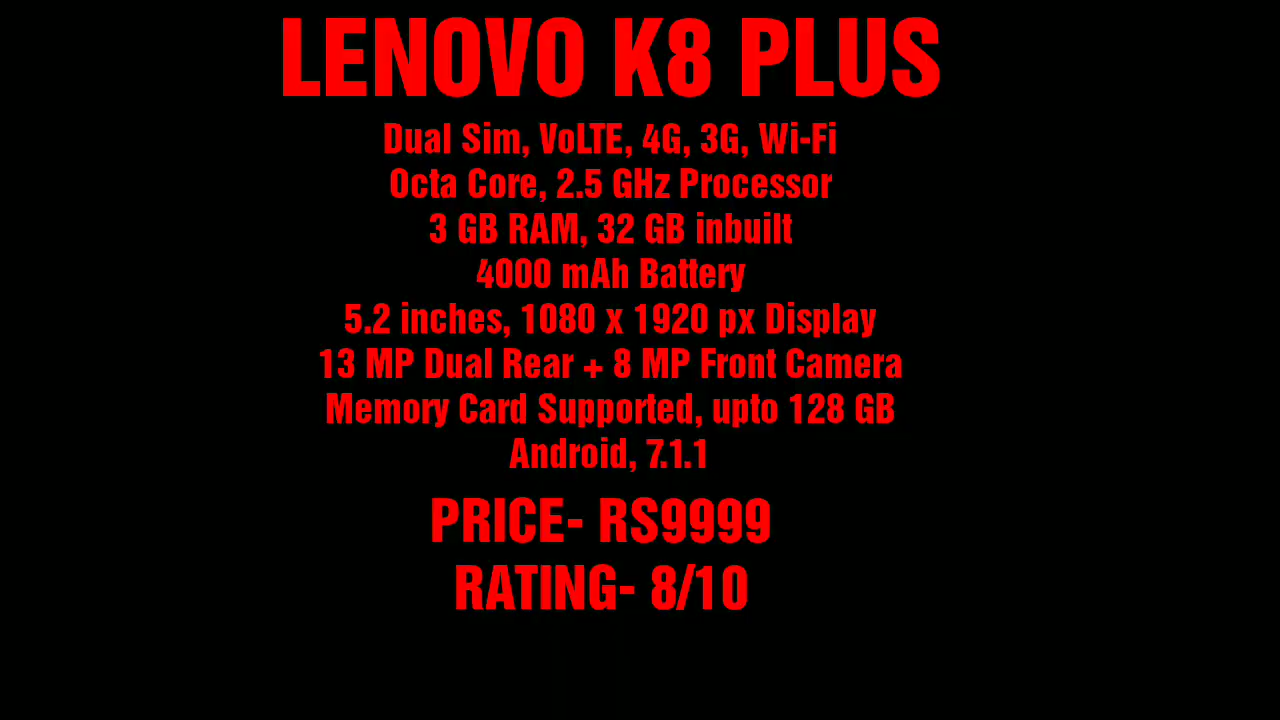 LENOVO K8 PLUS
Dual Sim, VoLTE, 4G, 3G, Wi-Fi
Octa Core, 2.5 GHz Processor
3 GB RAM, 32 GB inbuilt
4000 mAh Battery
5.2 inches, 1080 x 1920 px Display
13 MP Dual Rear + 8 MP Front Camera
Memory Card Supported, upto 128 GB
Android, 7.1.1
PRICE- RS9999
RATING- 8/10